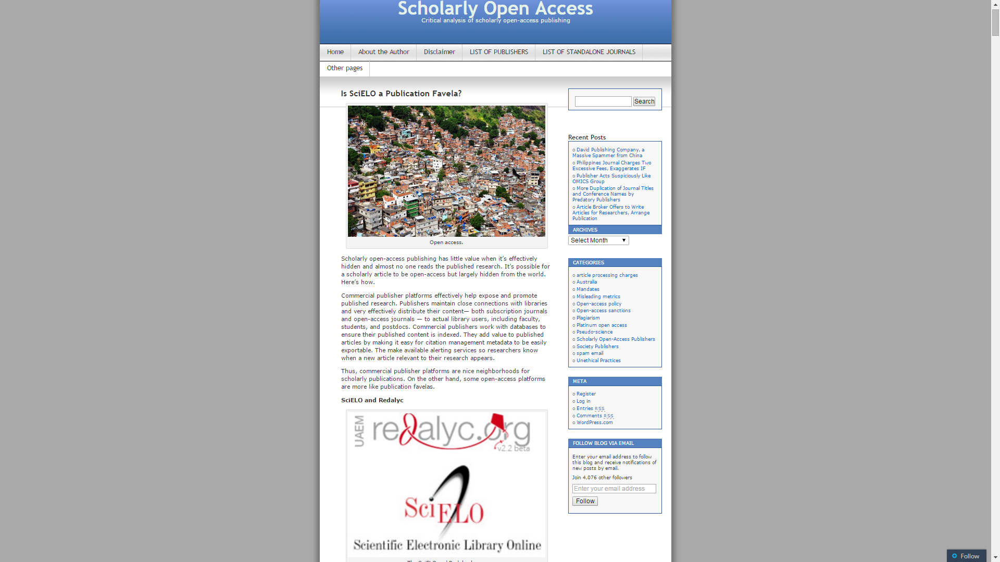 Scholarly Open Access
Critical analysis of scholarly open-access publishing
Home
About the Author
Disclaimer
LIST OF PUBLISHERS
LIST OF STANDALONE JOURNALS
Other pages
Is SciELO a Publication Favela?
Open access.
Scholarly open-access publishing has little value when it’s effectively
hidden and almost no one reads the published research. It’s possible for
a scholarly article to be open-access but largely hidden from the world.
Here’s how.
Commercial publisher platforms effectively help expose and promote
published research. Publishers maintain close connections with libraries
and very effectively distribute their content— both subscription journals
and open-access journals — to actual library users, including faculty,
students, and postdocs. Commercial publishers work with databases to
ensure their published content is indexed. They add value to published
articles by making it easy for citation management metadata to be easily
exportable. The make available alerting services so researchers know
when a new article relevant to their research appears.
Thus, commercial publisher platforms are nice neighborhoods for
scholarly publications. On the other hand, some open-access platforms
are more like publication favelas.
SciELO and Redalyc
UAEM
redalyc.org
v2.2 beta
SciELO
Scientific Electronic Library Online
Search
Recent Posts
o David Publishing Company, a
Massive Spammer from China
o Philippines Journal Charges Two
Excessive Fees, Exaggerates IF
o Publisher Acts Suspiciously Like
OMICS Group
o More Duplication of Journal Titles
and Conference Names by
Predatory Publishers
o Article Broker Offers to Write
Articles for Researchers, Arrange
Publication
ARCHIVES
Select Month
CATEGORIES
o article processing charges
o Australia
o Mandates
o Misleading metrics
o Open-access policy
o Open-access sanctions
o Plagiarism
o Platinum open access
o Pseudo-science
o Scholarly Open-Access Publishers
o Society Publishers
o spam email
o Unethical Practices
META
o Register
o Log in
o Entries RSS
o Comments RSS
o WordPress.com
FOLLOW BLOG VIA EMAIL
Enter your email address to follow
this blog and receive notifications of
new posts by email.
Join 4,076 other followers
Enter your email address
Follow
Follow